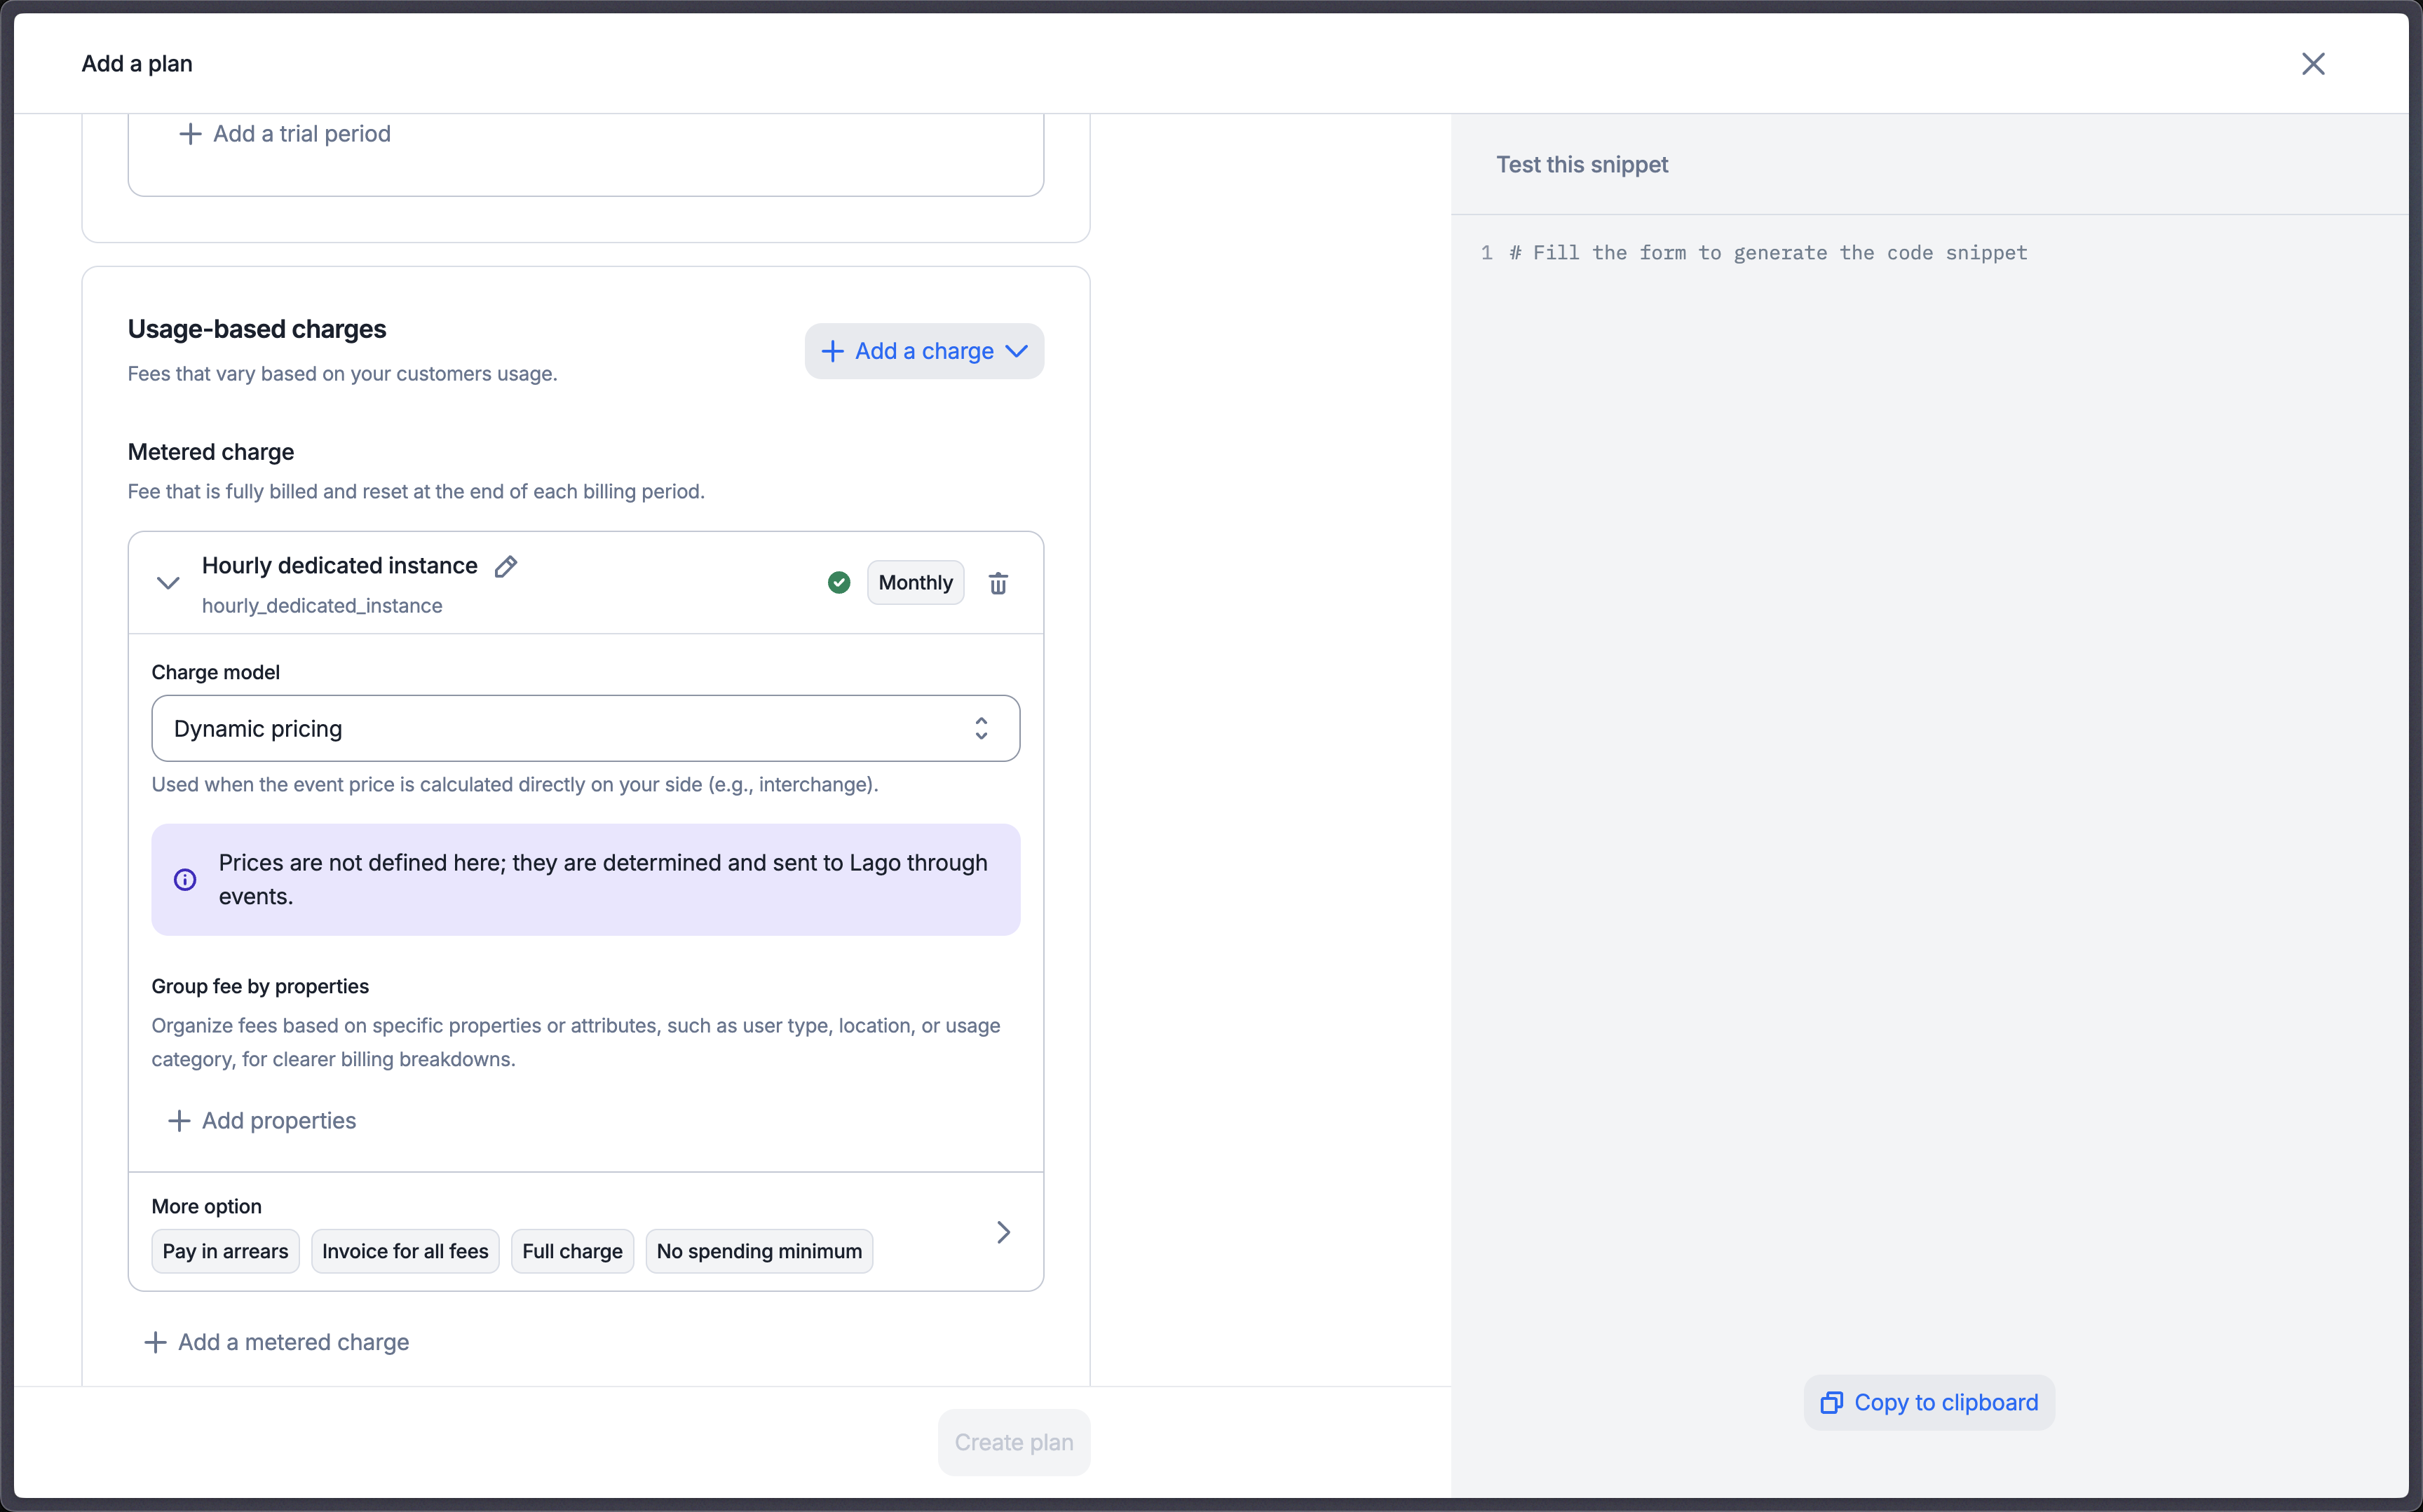 Add a plan
Add a trial period
Usage-based charges
Fees that vary based on your customers usage.
Add a charge
Metered charge
Fee that is fully billed and reset at the end of each billing period.
Hourly dedicated instance
hourly_dedicated_instance
Monthly
Charge model
Dynamic pricing
Used when the event price is calculated directly on your side (e.g., interchange).
Prices are not defined here; they are determined and sent to Lago through
events.
Group fee by properties
Organize fees based on specific properties or attributes, such as user type, location, or usage
category, for clearer billing breakdowns.
Add properties
More option
Pay in arrears
Invoice for all fees
Full charge
No spending minimum
Add a metered charge
Create plan
Test this snippet
1 # Fill the form to generate the code snippet
Copy to clipboard